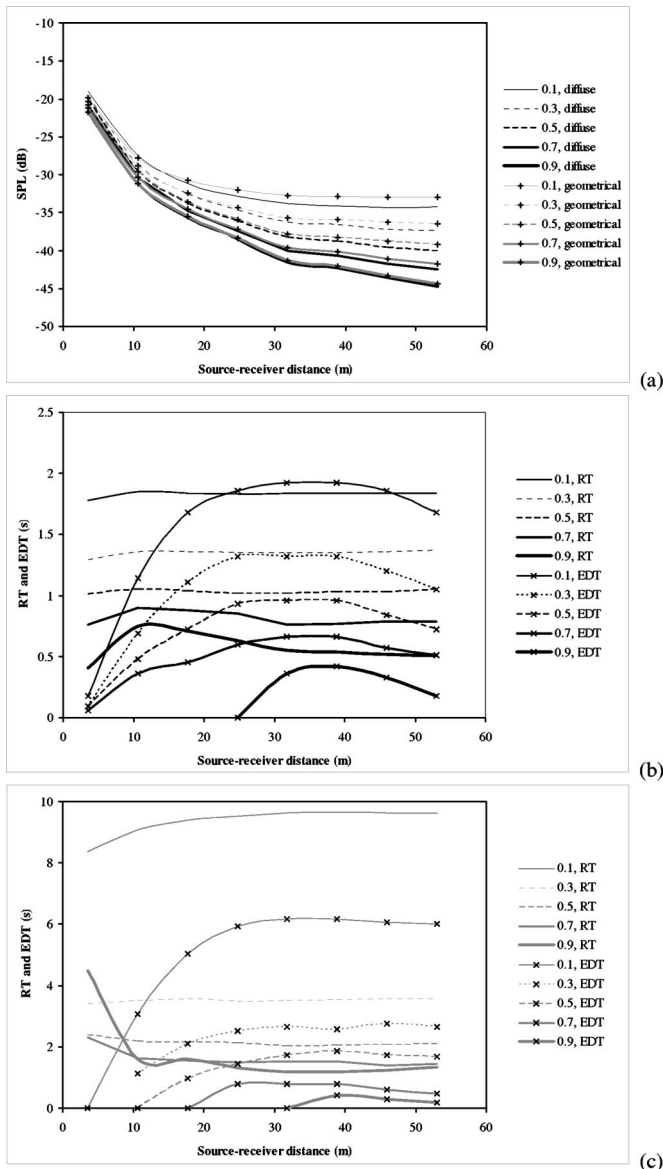 -10
-15
-20
-25
-30
-35
-40
-45
-50
SPL (dB)
0 10 20 30 40 50 60
Source-receiver distance (m)
0.1, diffuse
0.3, diffuse
0.5, diffuse
0.7, diffuse
0.9, diffuse
0.1, geometrical
0.3, geometrical
0.5, geometrical
0.7, geometrical
0.9, geometrical
(a)
2.5
2
1.5
1
0.5
0
RT and EDT (s)
0 10 20 30 40 50 60
Source-receiver distance (m)
0.1, RT
0.3, RT
0.5, RT
0.7, RT
0.9, RT
0.1, EDT
0.3, EDT
0.5, EDT
0.7, EDT
0.9, EDT
(b)
10
8
6
4
2
0
RT and EDT (s)
0 10 20 30 40 50 60
Source-receiver distance (m)
0.1, RT
0.3, RT
0.5, RT
0.7, RT
0.9, RT
0.1, EDT
0.3, EDT
0.5, EDT
0.7, EDT
0.9, EDT
(c)